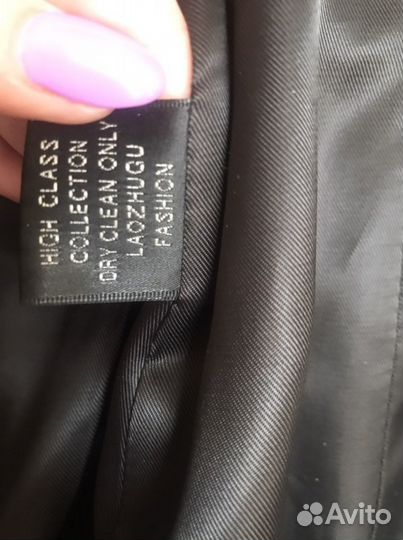 HIGH CLASS
COLLECTION
DRY CLEAN ONLY
LAOZHUGU
FASHION
Avito